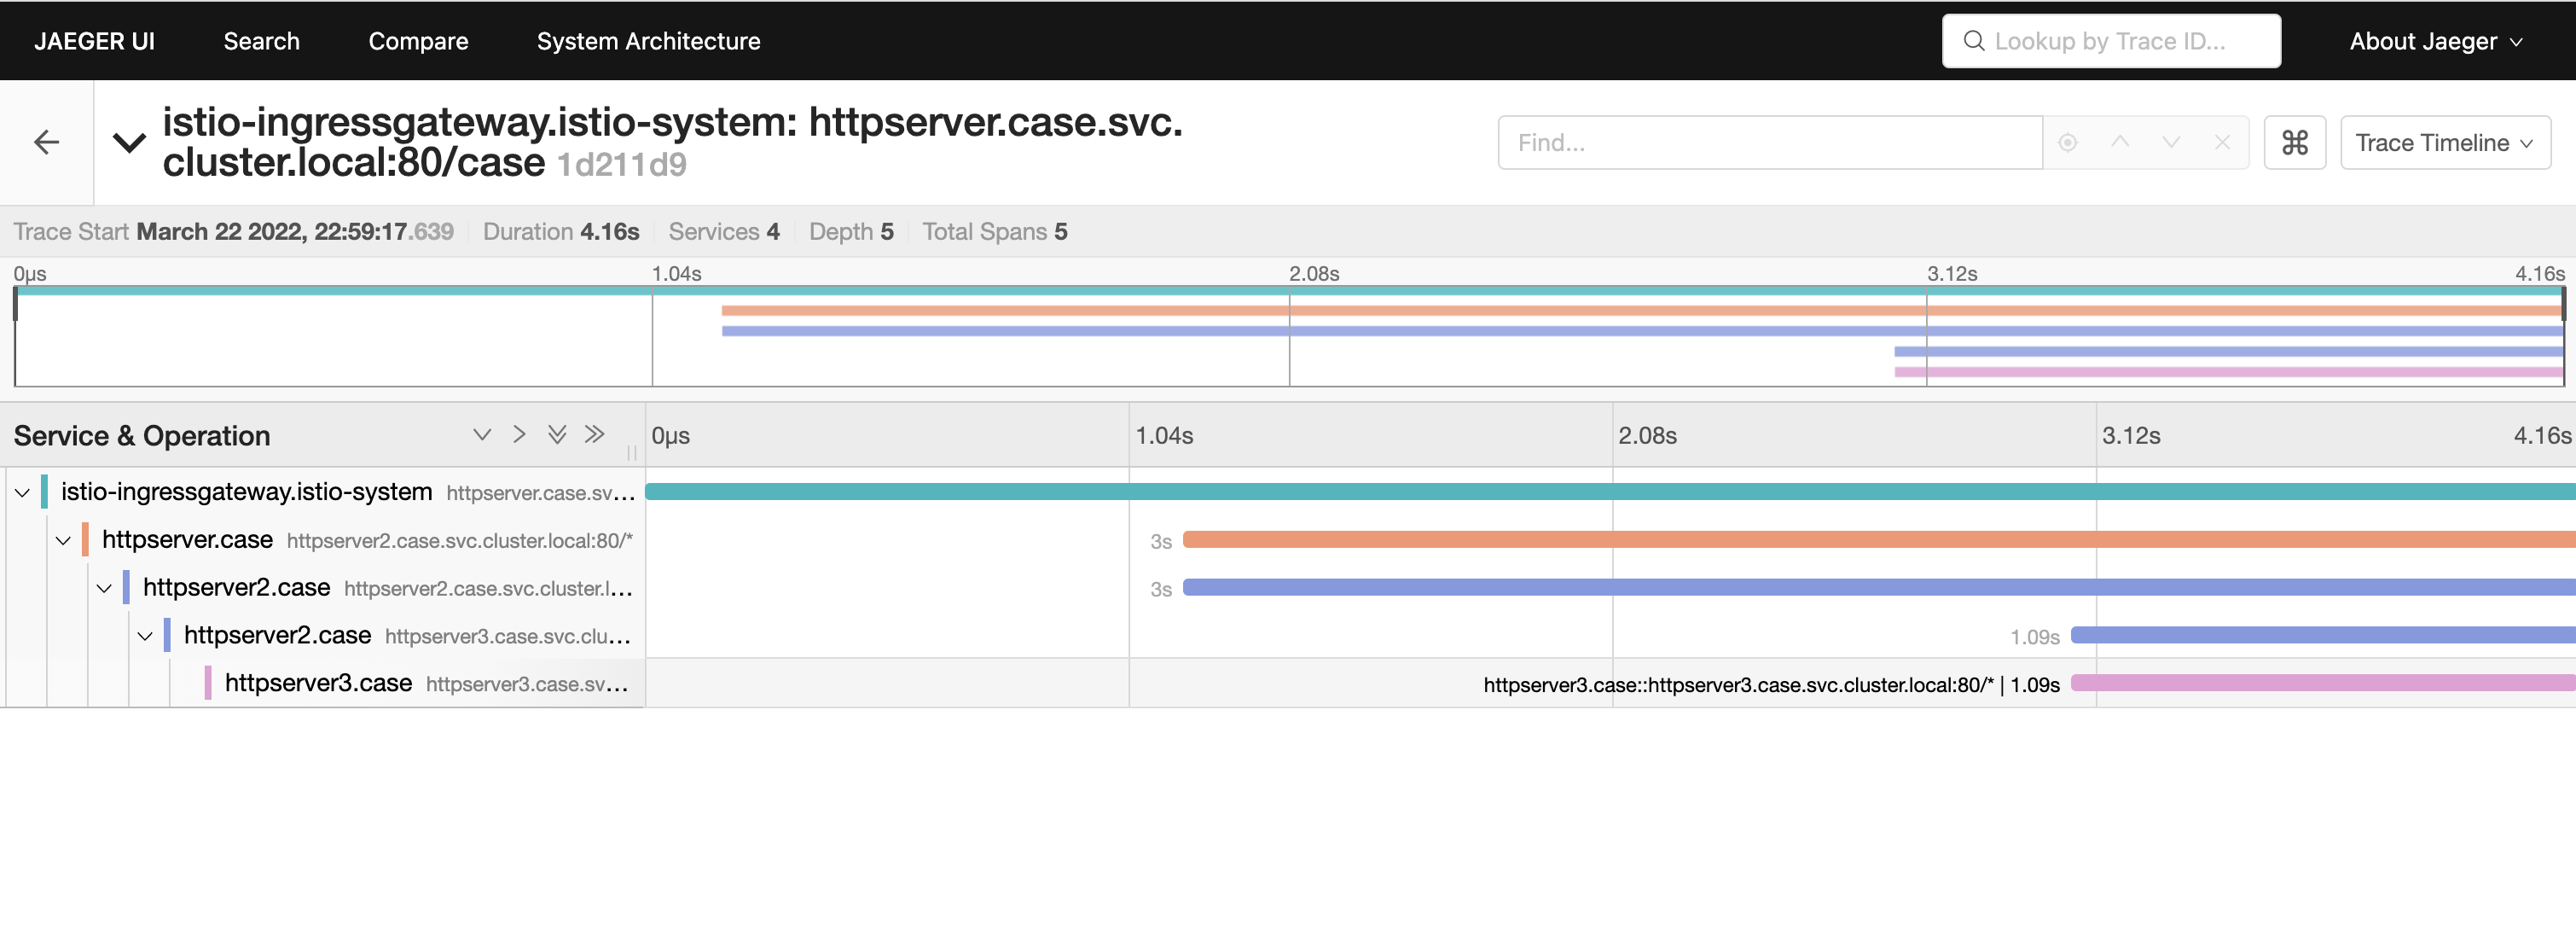 JAEGER UI Search Compare System Architecture Lookup by Trace ID... About Jaeger
istio-ingressgateway.istio-system: httpserver.case.svc.
cluster.local:80/case 1d211d9
Find... ⌘ Trace Timeline
Trace Start March 22 2022, 22:59:17.639 Duration 4.16s Services 4 Depth 5 Total Spans 5
0μs 1.04s 2.08s 3.12s 4.16s
Service & Operation 0μs 1.04s 2.08s 3.12s 4.16s
istio-ingressgateway.istio-system httpserver.case.sv...
httpserver.case httpserver2.case.svc.cluster.local:80/* 3s
httpserver2.case httpserver2.case.svc.cluster.l... 3s
httpserver2.case httpserver3.case.svc.clu... 1.09s
httpserver3.case httpserver3.case.sv... httpserver3.case::httpserver3.case.svc.cluster.local:80/* | 1.09s